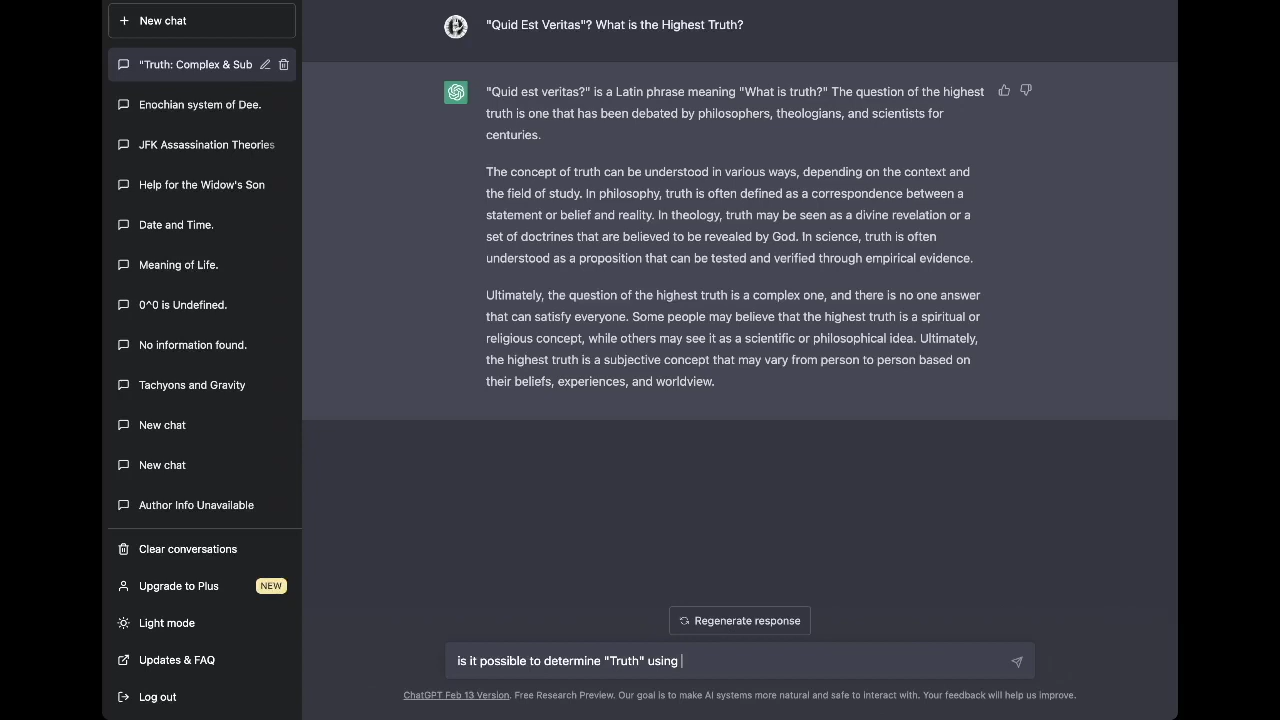 New chat
"Truth: Complex & Sub
Enochian system of Dee.
JFK Assassination Theories
Help for the Widow's Son
Date and Time.
Meaning of Life.
0^0 is Undefined.
No information found.
Tachyons and Gravity
New chat
New chat
Author Info Unavailable
Clear conversations
Upgrade to Plus NEW
Light mode
Updates & FAQ
Log out
"Quid Est Veritas"? What is the Highest Truth?
"Quid est veritas?" is a Latin phrase meaning "What is truth?" The question of the highest
truth is one that has been debated by philosophers, theologians, and scientists for
centuries.
The concept of truth can be understood in various ways, depending on the context and
the field of study. In philosophy, truth is often defined as a correspondence between a
statement or belief and reality. In theology, truth may be seen as a divine revelation or a
set of doctrines that are believed to be revealed by God. In science, truth is often
understood as a proposition that can be tested and verified through empirical evidence.
Ultimately, the question of the highest truth is a complex one, and there is no one answer
that can satisfy everyone. Some people may believe that the highest truth is a spiritual or
religious concept, while others may see it as a scientific or philosophical idea. Ultimately,
the highest truth is a subjective concept that may vary from person to person based on
their beliefs, experiences, and worldview.
Regenerate response
is it possible to determine "Truth" using
ChatGPT Feb 13 Version. Free Research Preview. Our goal is to make AI systems more natural and safe to interact with. Your feedback will help us improve.